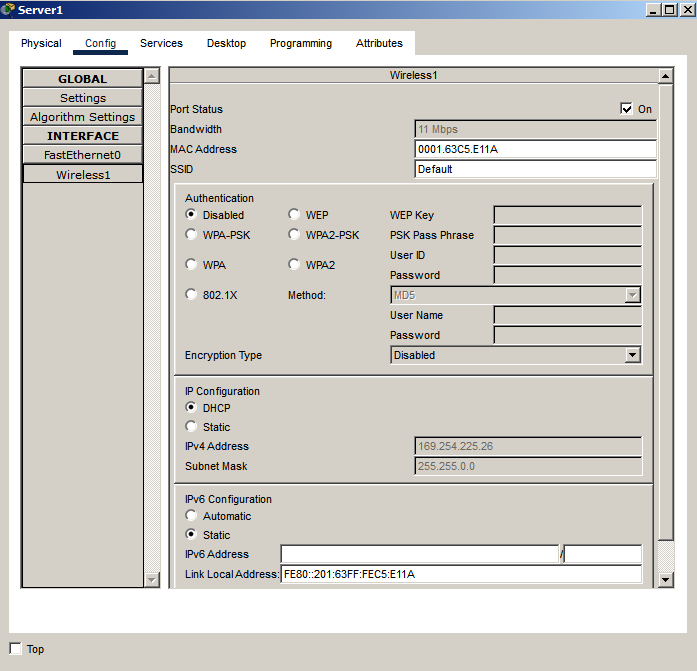 Server1
Physical Config Services Desktop Programming Attributes
GLOBAL
Settings
Algorithm Settings
INTERFACE
FastEthernet0
Wireless1
Wireless1
Port Status On
Bandwidth 11 Mbps
MAC Address 0001.63C5.E11A
SSID Default
Authentication
Disabled WEP WEP Key
WPA-PSK WPA2-PSK PSK Pass Phrase
User ID
WPA WPA2 Password
802.1X Method: MD5
User Name
Password
Encryption Type Disabled
IP Configuration
DHCP
Static
IPv4 Address 169.254.225.26
Subnet Mask 255.255.0.0
IPv6 Configuration
Automatic
Static
IPv6 Address /
Link Local Address: FE80::201:63FF:FEC5:E11A
Top